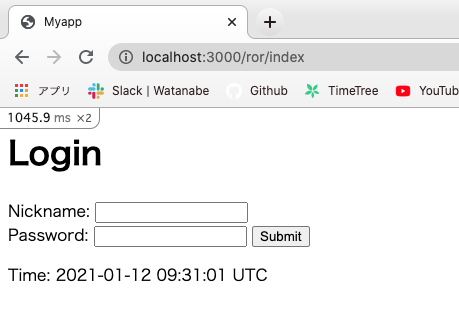 Myapp
localhost:3000/ror/index
アプリ Slack | Watanabe Github TimeTree YouTub
1045.9 ms ×2
Login
Nickname:
Password: Submit
Time: 2021-01-12 09:31:01 UTC